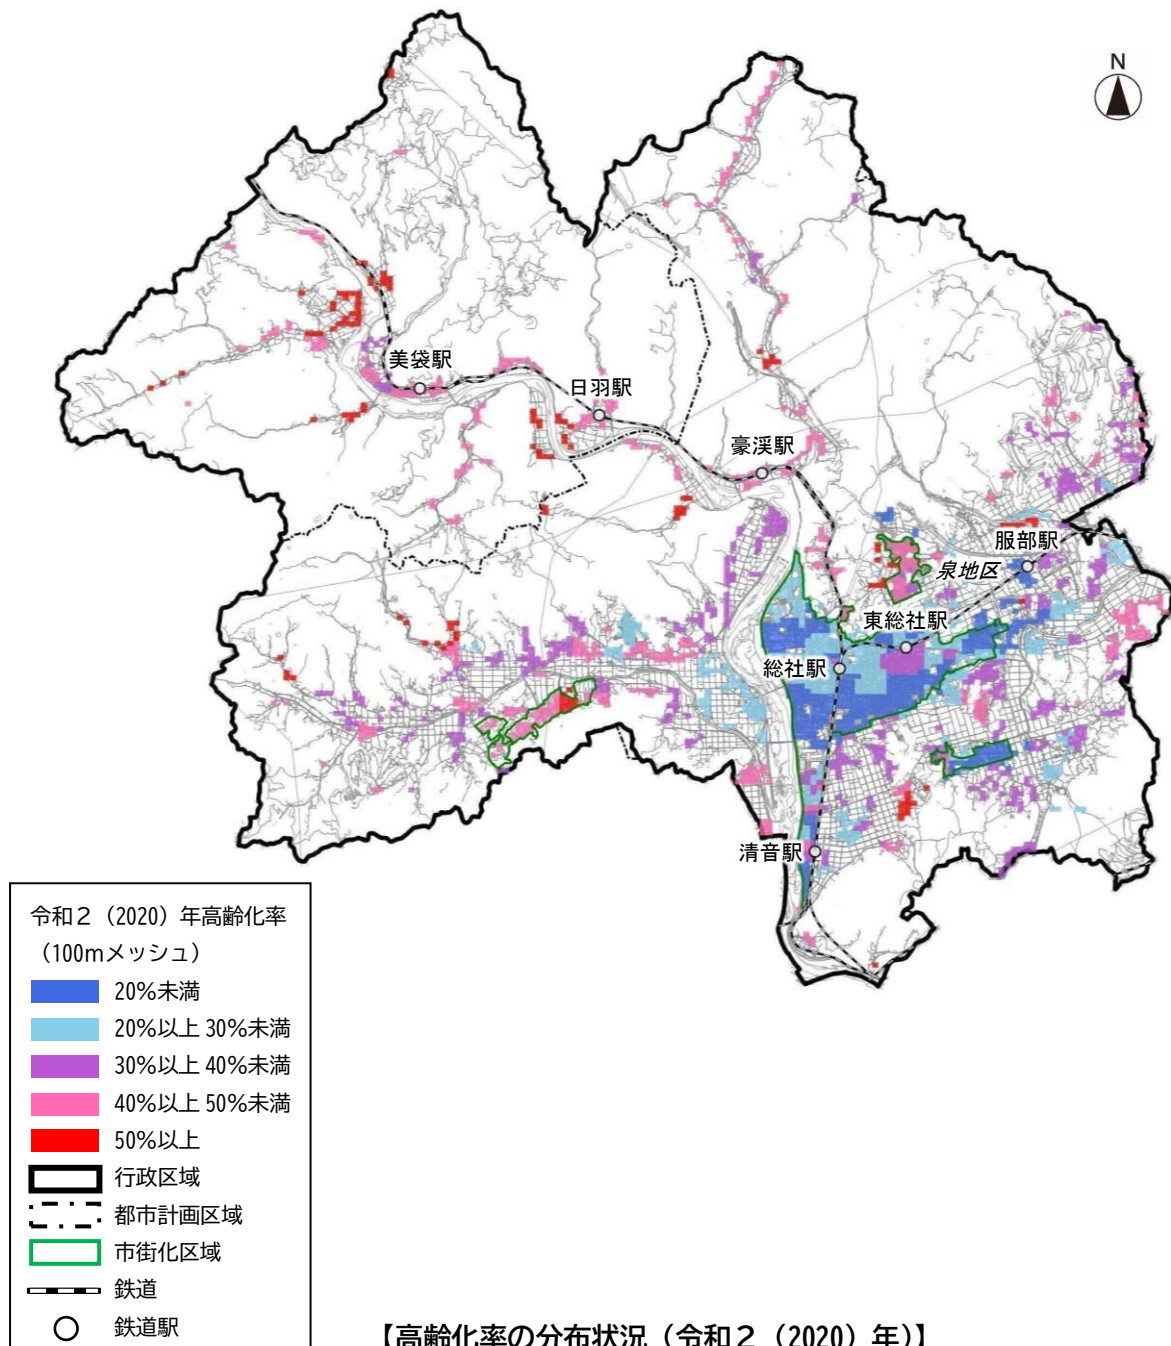 N
美袋駅
日羽駅
豪渓駅
服部駅
泉地区
東総社駅
総社駅
清音駅
令和2（2020）年高齢化率
（100mメッシュ）
20%未満
20%以上 30%未満
30%以上 40%未満
40%以上 50%未満
50%以上
行政区域
都市計画区域
市街化区域
鉄道
鉄道駅
【高齢化率の分布状況（令和2（2020）年）】